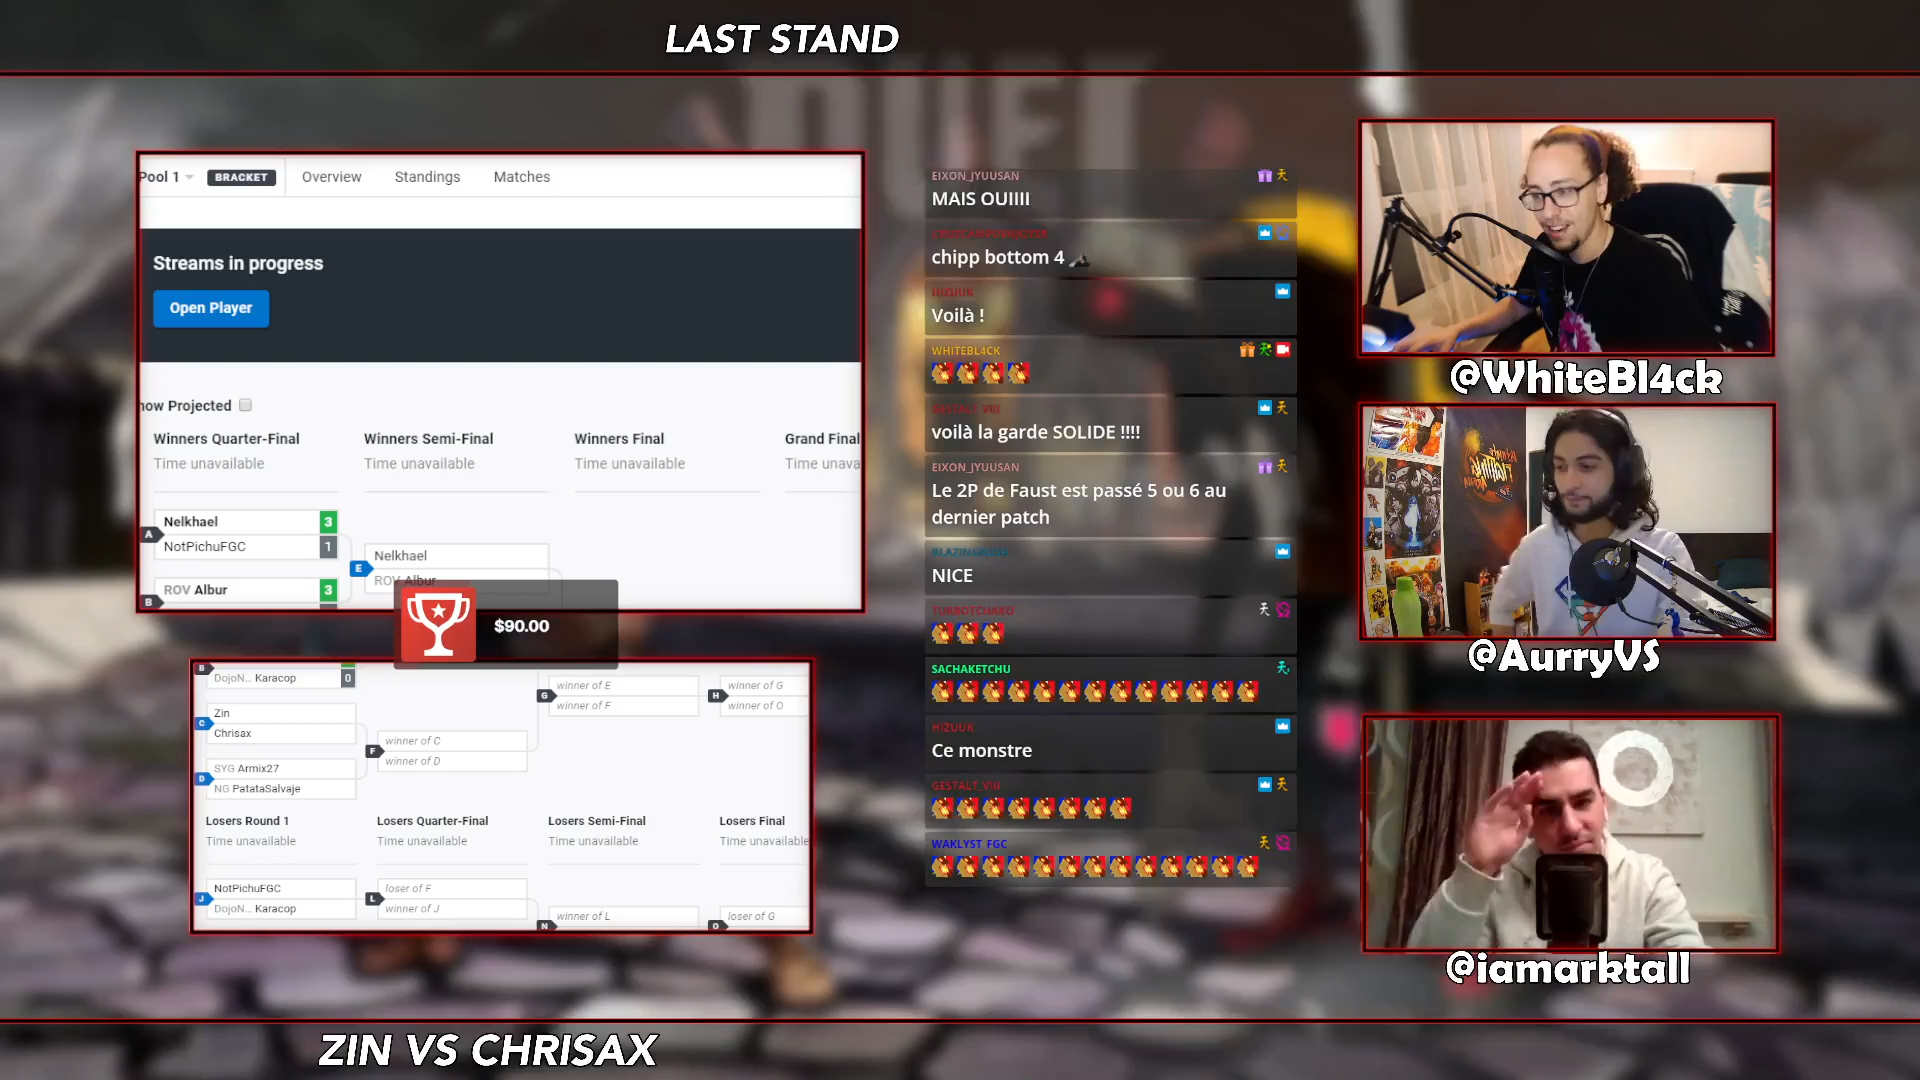 LAST STAND
Pool 1
BRACKET
Overview
Standings
Matches
Streams in progress
Open Player
how Projected
Winners Quarter-Final
Winners Semi-Final
Winners Final
Grand Final
Time unavailable
Time unavailable
Time unavailable
Time unava
A
Nelkhael 3
NotPichuFGC 1
E
Nelkhael
ROV Albur
B
ROV Albur 3
$90.00
B
DojoN... Karacop 0
C
Zin
Chrisax
D
SYG Armix27
NG PatataSalvaje
F
winner of C
winner of D
G
winner of E
winner of F
H
winner of G
winner of O
Losers Round 1
Losers Quarter-Final
Losers Semi-Final
Losers Final
Time unavailable
Time unavailable
Time unavailable
Time unavailable
J
NotPichuFGC
DojoN... Karacop
L
loser of F
winner of J
N
winner of L
O
loser of G
EIXON_JYUUSAN
MAIS OUIIII
chipp bottom 4
HIZUUK
Voilà !
WHITEBL4CK
GESTALT_VIII
voilà la garde SOLIDE !!!!
EIXON_JYUUSAN
Le 2P de Faust est passé 5 ou 6 au
dernier patch
NICE
SACHAKETCHU
HIZUUK
Ce monstre
GESTALT_VIII
WAKLYST_FGC
@WhiteBl4ck
@AurryVS
@iamarktall
ZIN VS CHRISAX